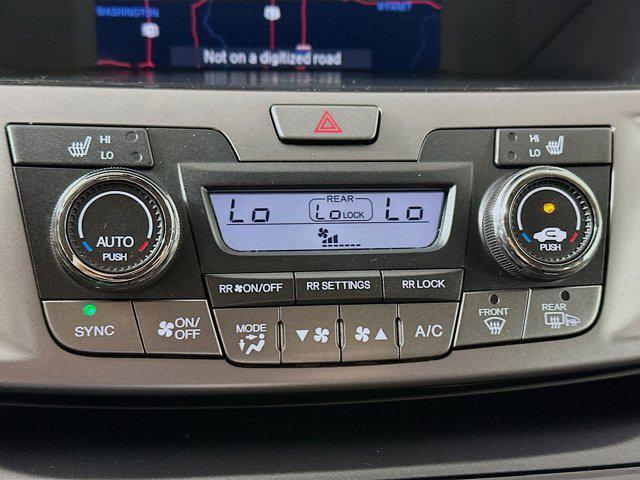 WASHINGTON
WYANET
Not on a digitized road
HI
LO
HI
LO
AUTO
PUSH
Lo
REAR
Lo LOCK
Lo
PUSH
RR ON/OFF
RR SETTINGS
RR LOCK
SYNC
ON/
OFF
MODE
A/C
FRONT
REAR